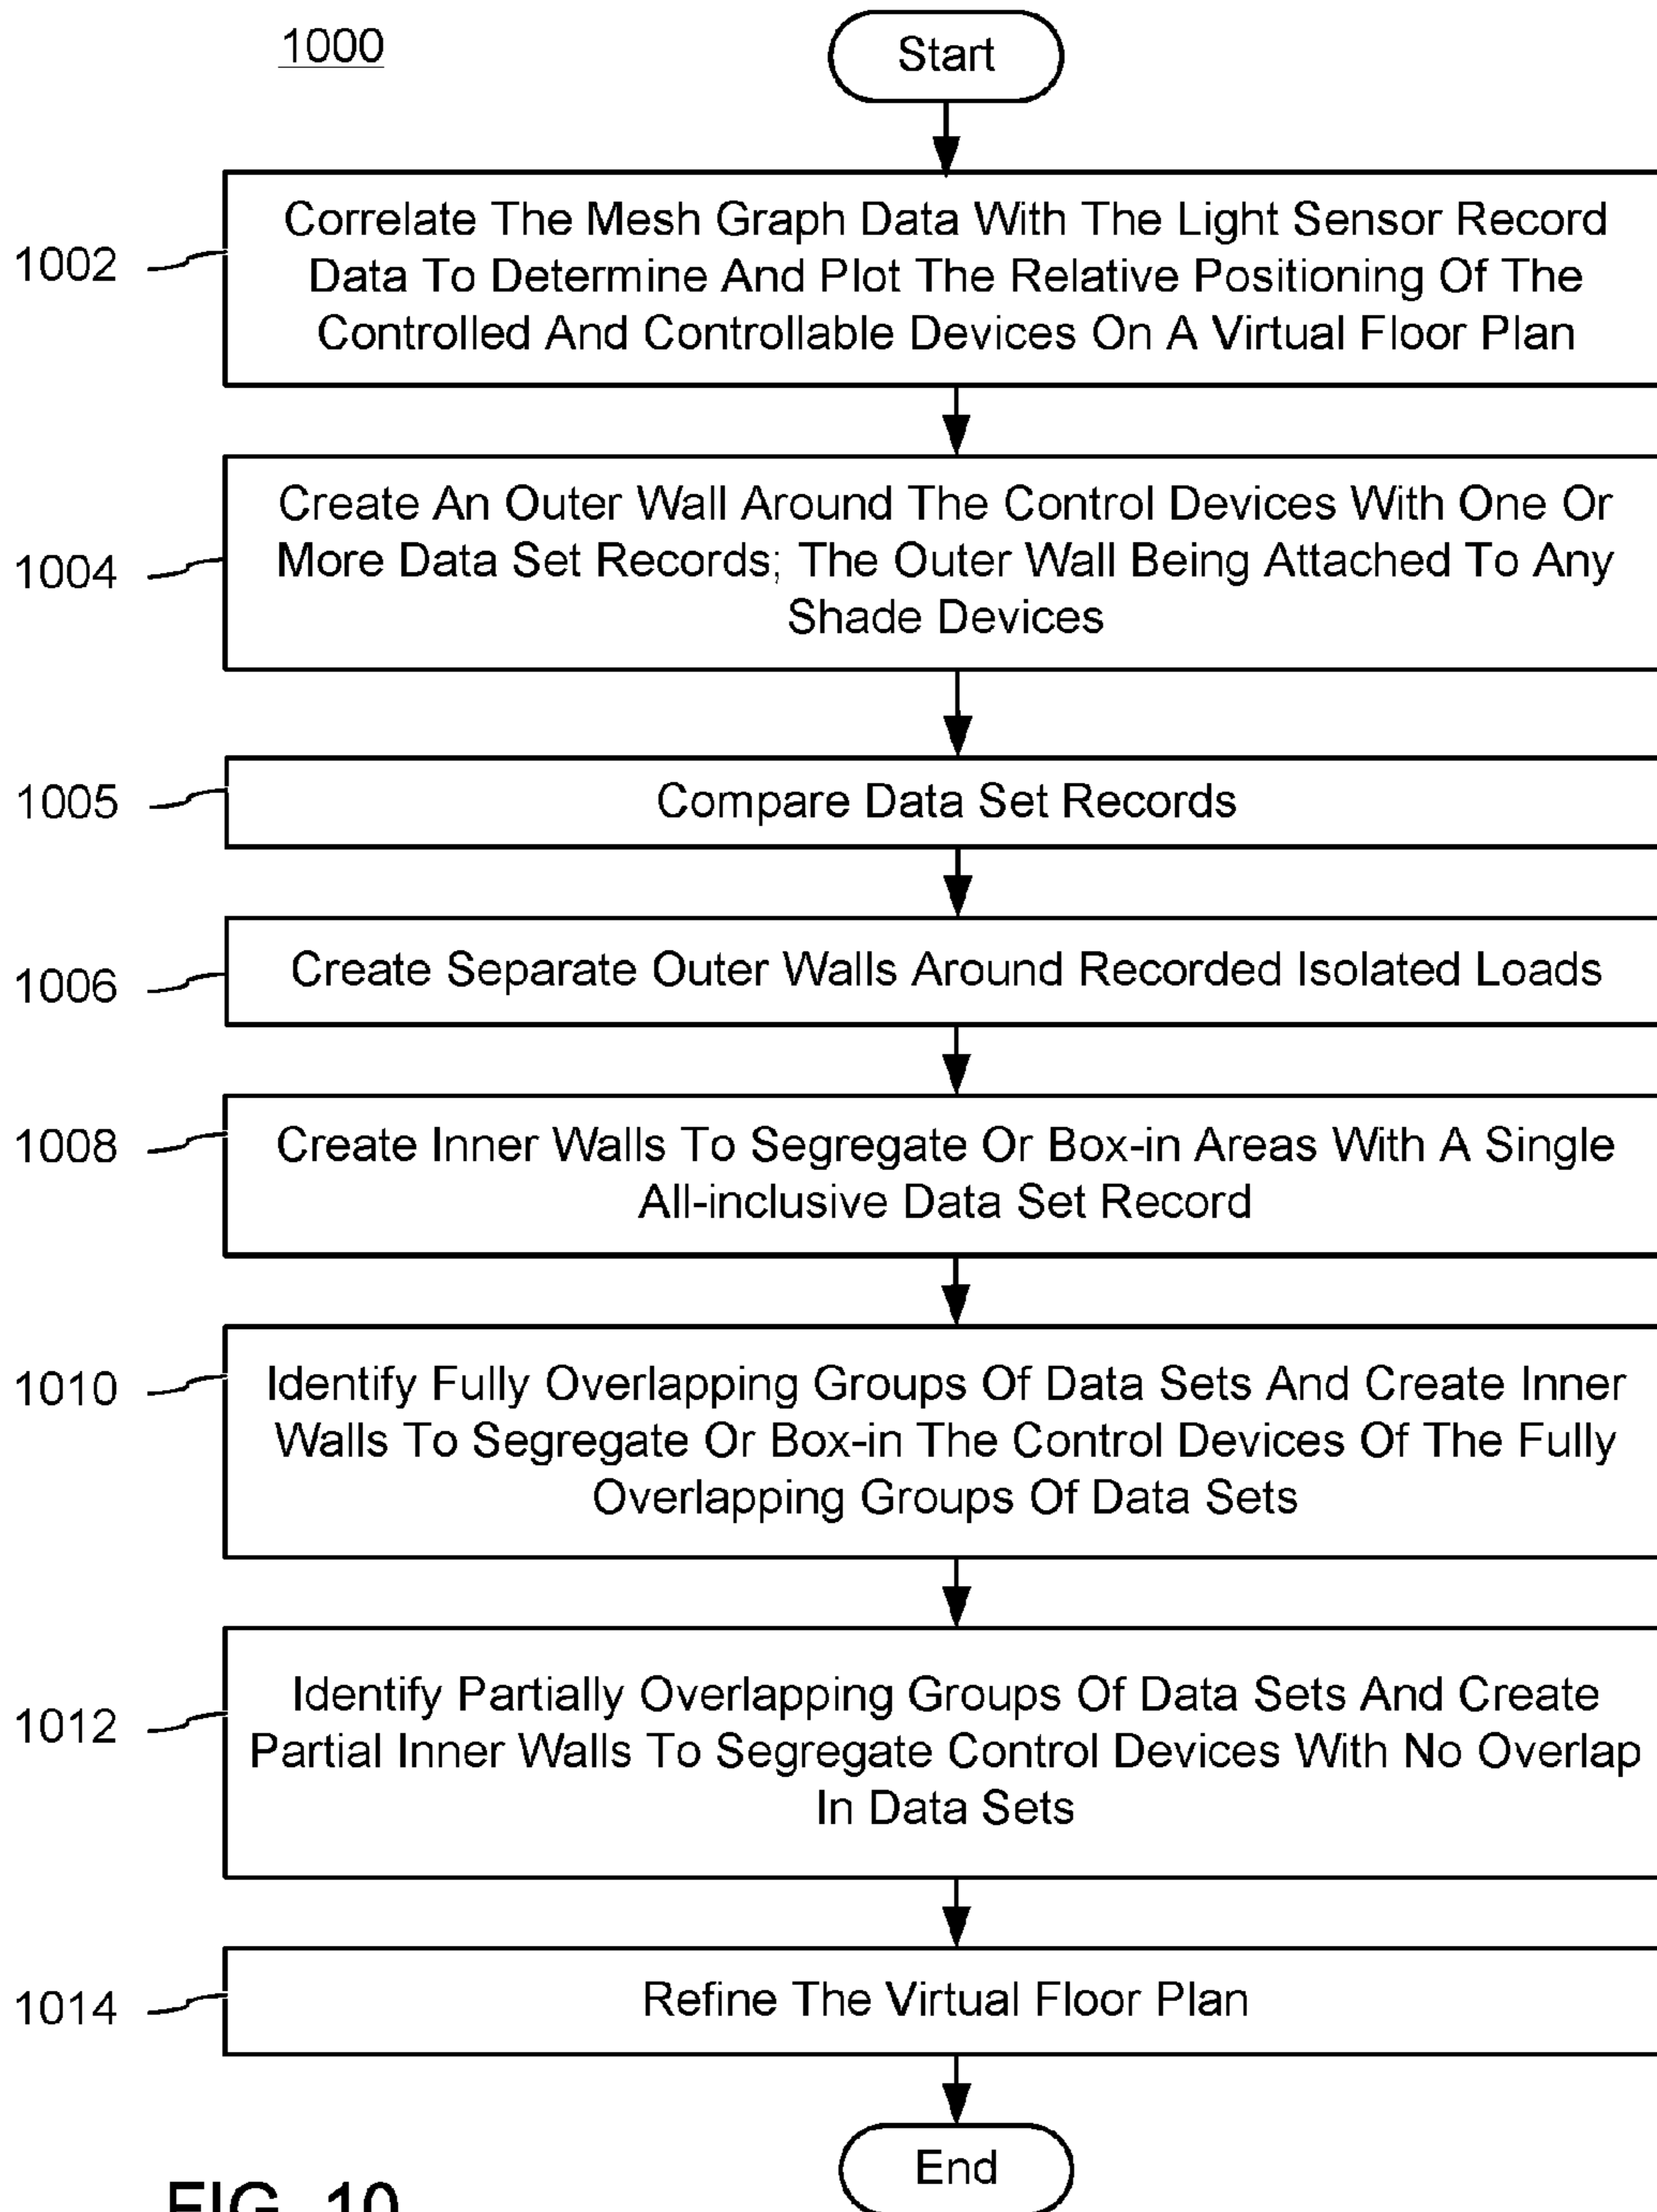 1000
Start
1002
Correlate The Mesh Graph Data With The Light Sensor Record
Data To Determine And Plot The Relative Positioning Of The
Controlled And Controllable Devices On A Virtual Floor Plan
1004
Create An Outer Wall Around The Control Devices With One Or
More Data Set Records; The Outer Wall Being Attached To Any
Shade Devices
1005
Compare Data Set Records
1006
Create Separate Outer Walls Around Recorded Isolated Loads
1008
Create Inner Walls To Segregate Or Box-in Areas With A Single
All-inclusive Data Set Record
1010
Identify Fully Overlapping Groups Of Data Sets And Create Inner
Walls To Segregate Or Box-in The Control Devices Of The Fully
Overlapping Groups Of Data Sets
1012
Identify Partially Overlapping Groups Of Data Sets And Create
Partial Inner Walls To Segregate Control Devices With No Overlap
In Data Sets
1014
Refine The Virtual Floor Plan
End
FIG. 10